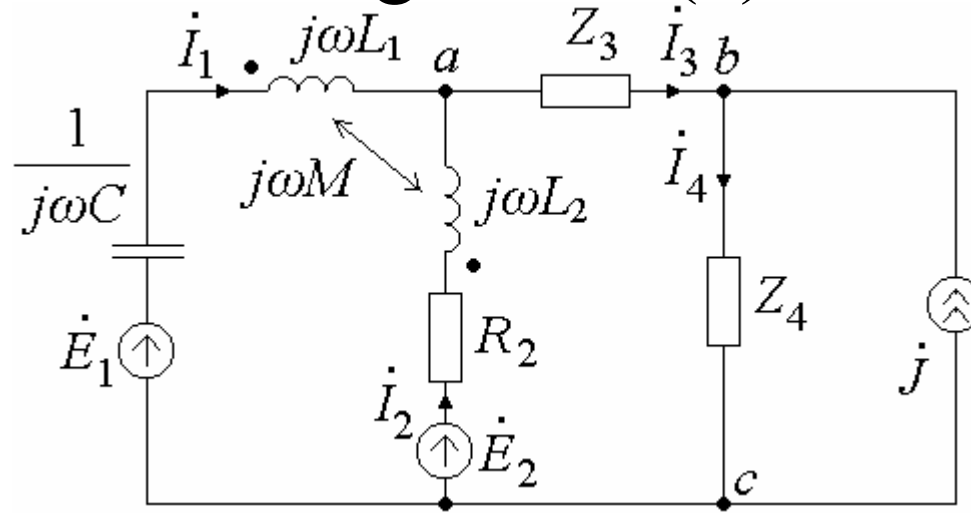 İ₁
jωL₁
a
Z₃
İ₃
b
1
jωC
jωM
jωL₂
İ₄
Ė₁
R₂
Z₄
İ₂
Ė₂
J̇
c